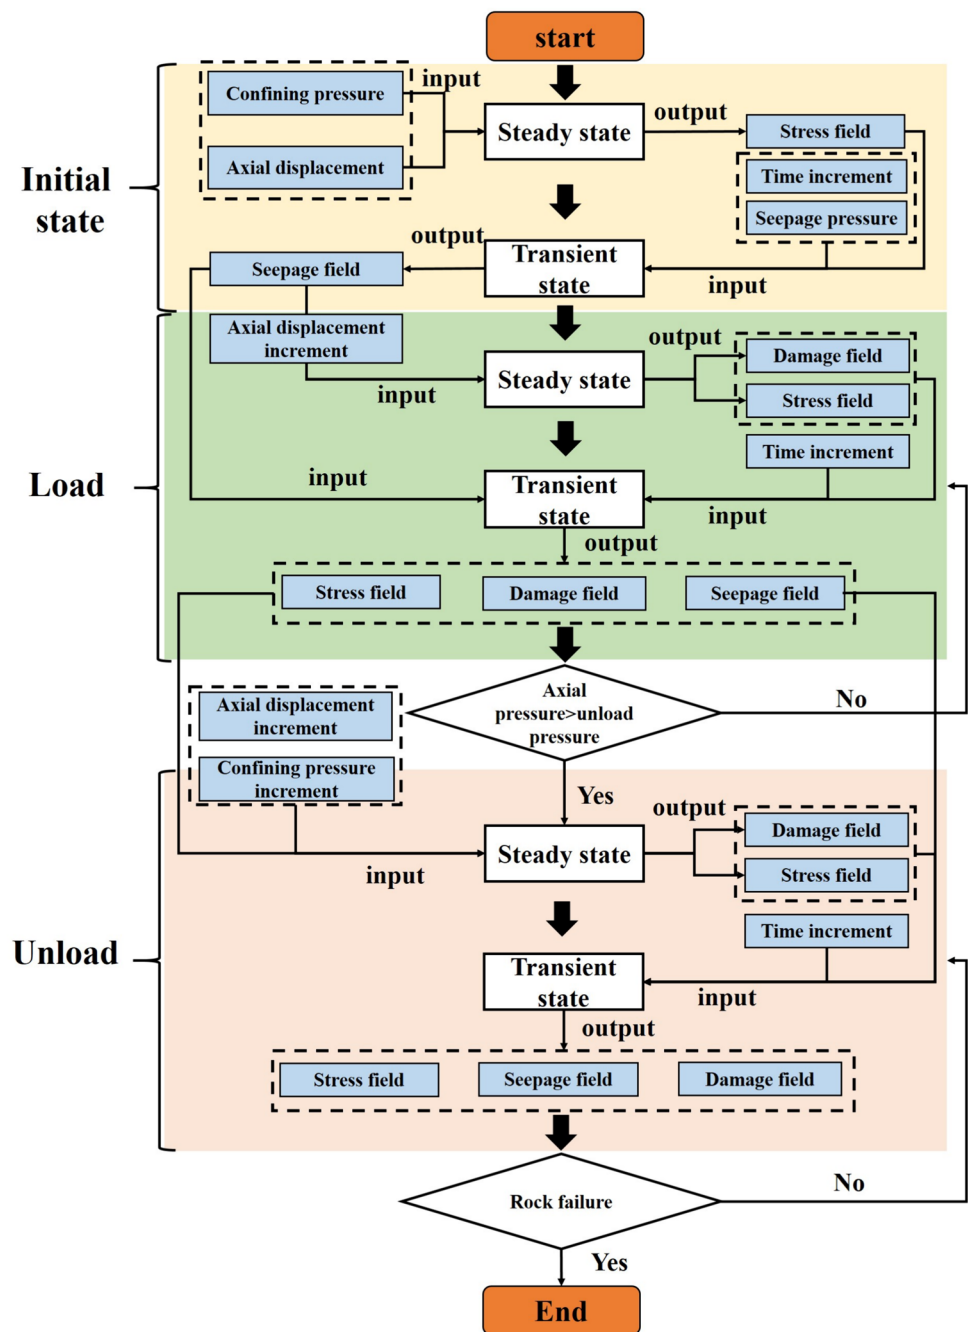 start
input
Confining pressure
Axial displacement
Steady state
output
Stress field
Time increment
Seepage pressure
Initial
state
output
Seepage field
Transient
state
input
Axial displacement
increment
input
Steady state
output
Damage field
Stress field
Time increment
Load
input
Transient
state
input
output
Stress field
Damage field
Seepage field
Axial
pressure>unload
pressure
No
Axial displacement
increment
Confining pressure
increment
Yes
input
Steady state
output
Damage field
Stress field
Time increment
Unload
Transient
state
input
output
Stress field
Seepage field
Damage field
Rock failure
No
Yes
End